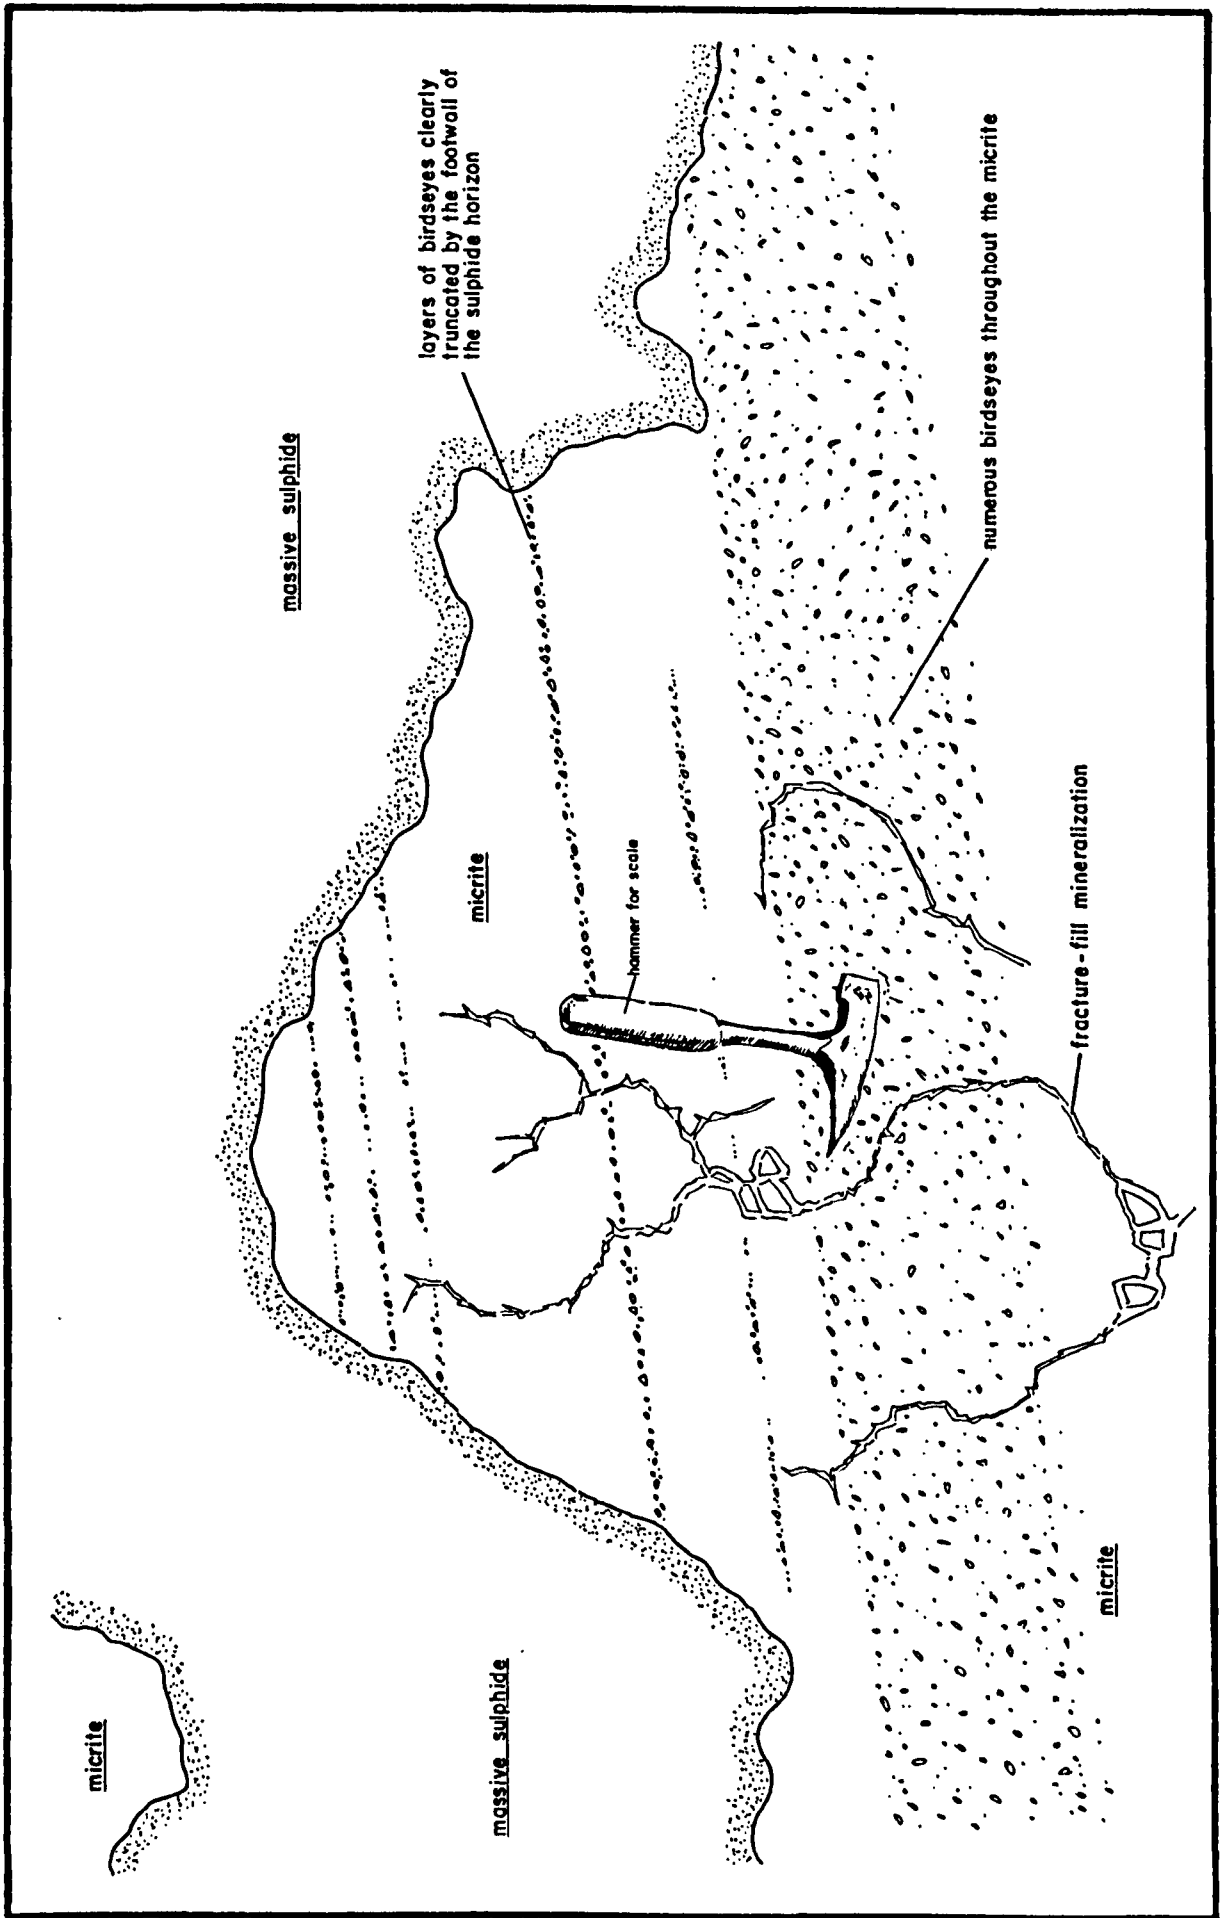 micrite
massive sulphide
massive sulphide
layers of birdseyes clearly
truncated by the footwall of
the sulphide horizon
micrite
hammer for scale
numerous birdseyes throughout the micrite
fracture-fill mineralization
micrite